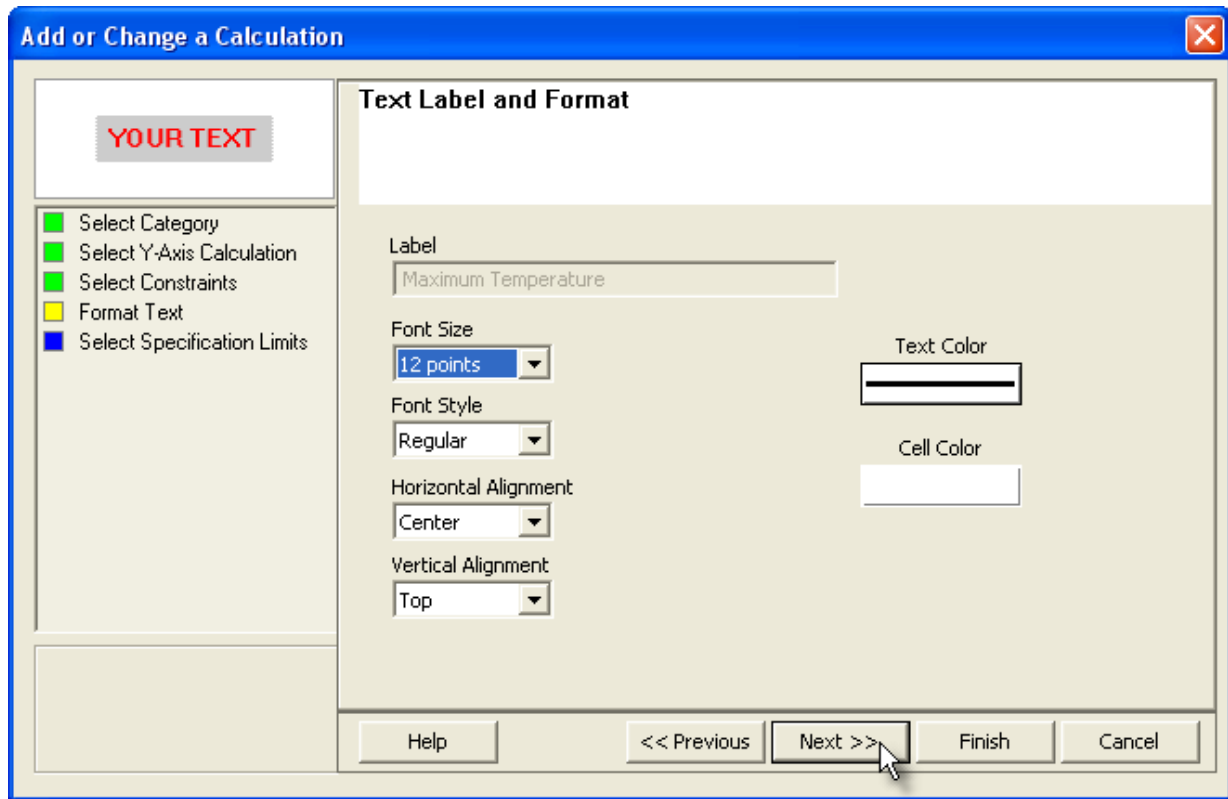 Add or Change a Calculation
YOUR TEXT
Select Category
Select Y-Axis Calculation
Select Constraints
Format Text
Select Specification Limits
Text Label and Format
Label
Maximum Temperature
Font Size
12 points
Font Style
Regular
Horizontal Alignment
Center
Vertical Alignment
Top
Text Color
Cell Color
Help
<< Previous
Next >>
Finish
Cancel